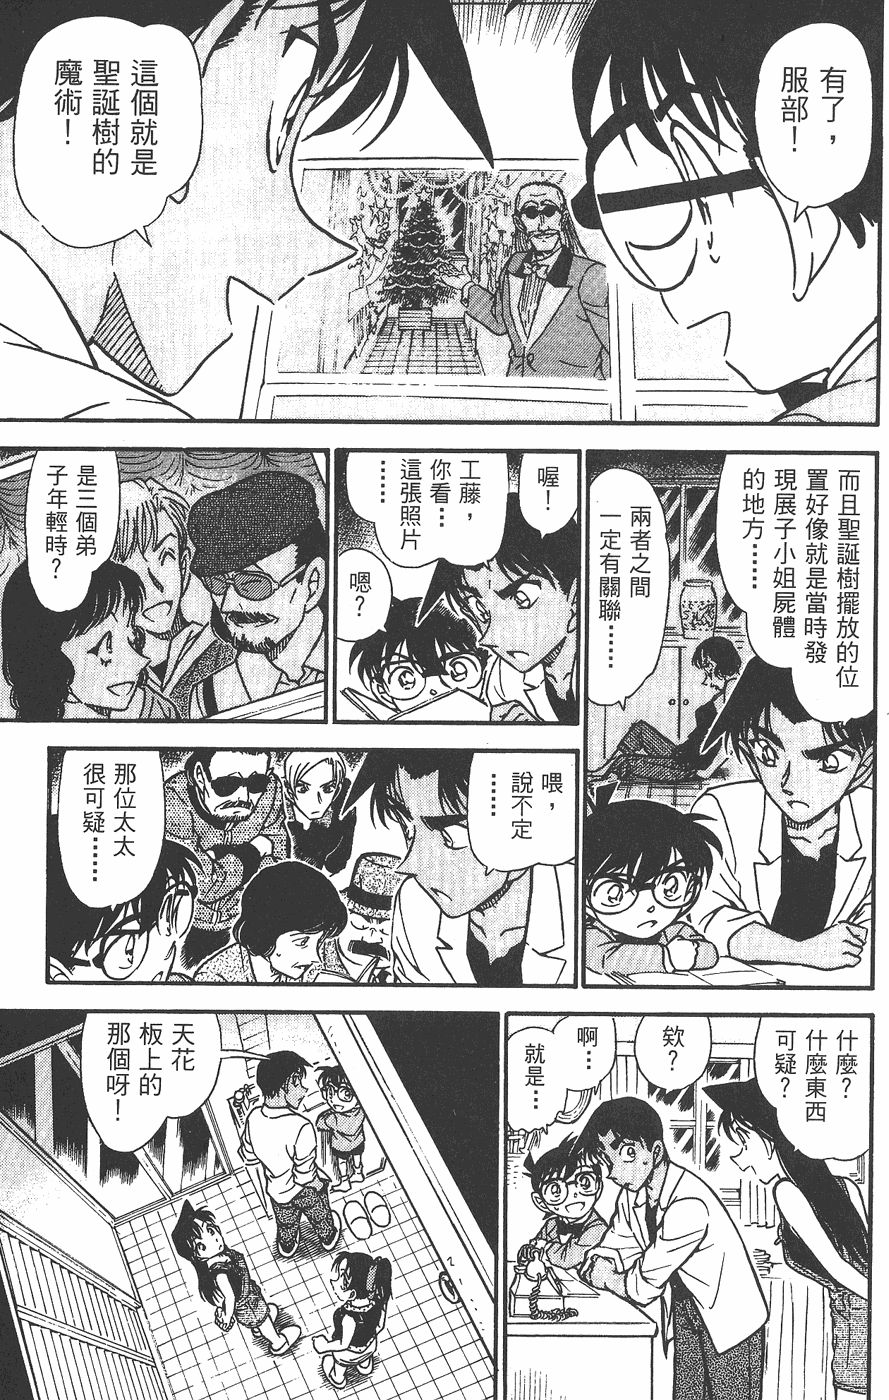 有了，
服部！
這個就是
聖誕樹的
魔術！
而且聖誕樹擺放的位
置好像就是當時發
現展子小姐屍體
的地方……
兩者之間
一定有關聯……
喔！
工藤，
你看…
這張照片
……
嗯？
是三個弟
子年輕時？
喂，
說不定
……
那位太太
很可疑……
什麼？
什麼東西
可疑？
欸？
啊…
就是…
天花
板上的
那個呀！